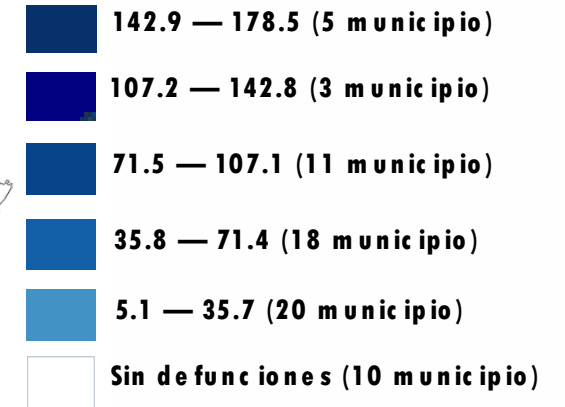 142.9 — 178.5 (5 municipio)
107.2 — 142.8 (3 municipio)
71.5 — 107.1 (11 municipio)
35.8 — 71.4 (18 municipio)
5.1 — 35.7 (20 municipio)
Sin defunciones (10 municipio)